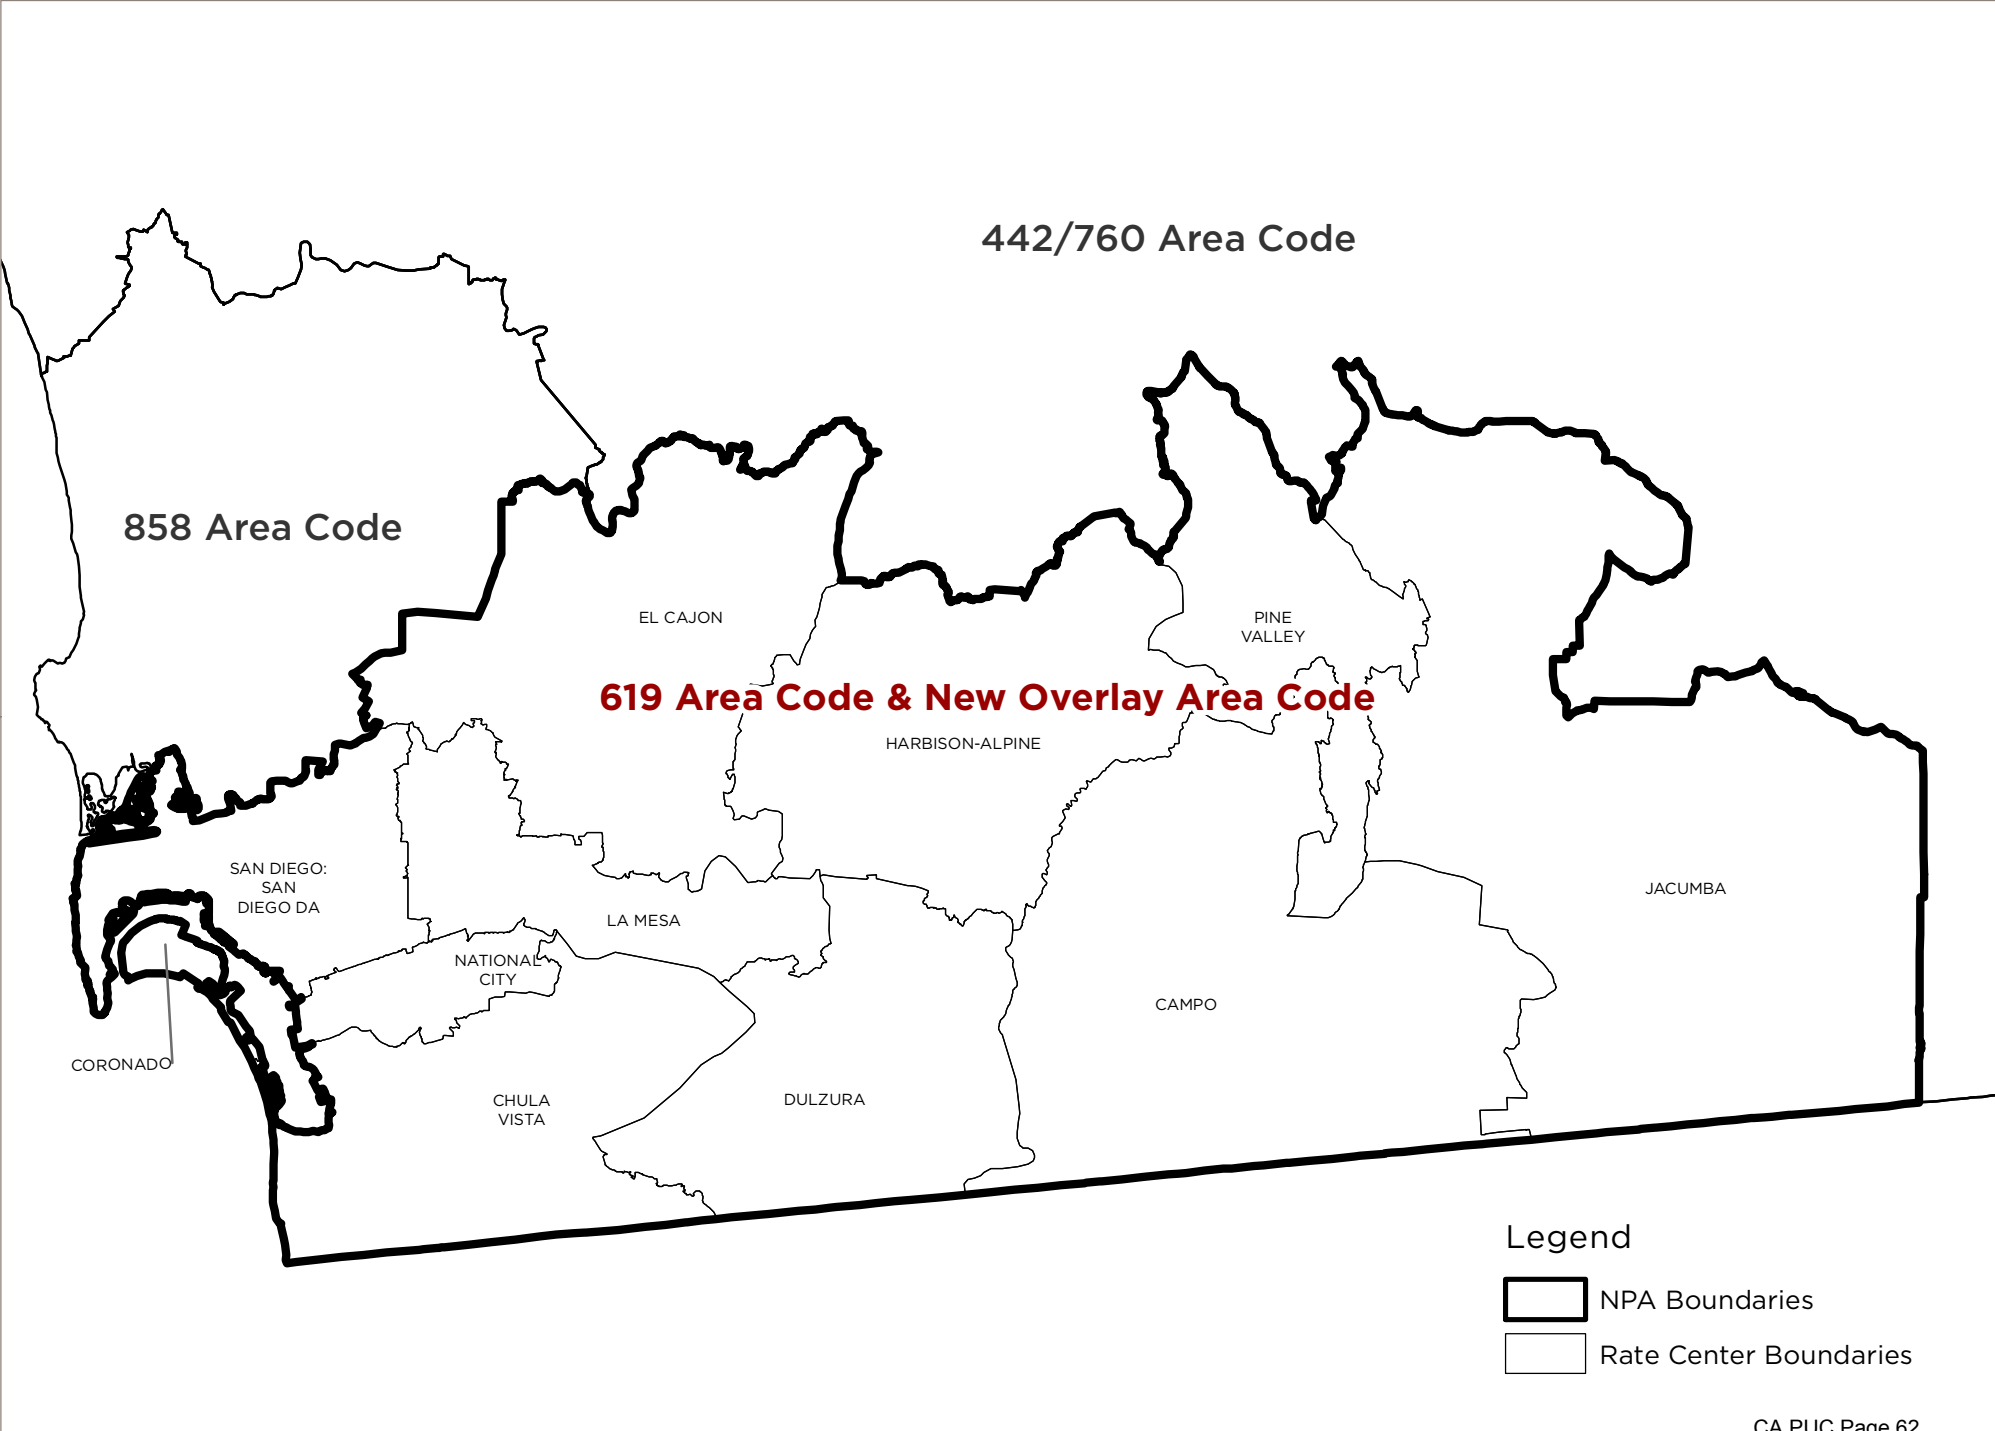 442/760 Area Code
858 Area Code
EL CAJON
PINE
VALLEY
619 Area Code & New Overlay Area Code
HARBISON-ALPINE
SAN DIEGO:
SAN
DIEGO DA
LA MESA
JACUMBA
NATIONAL
CITY
CAMPO
CORONADO
CHULA
VISTA
DULZURA
Legend
NPA Boundaries
Rate Center Boundaries
CA PUC Page 62